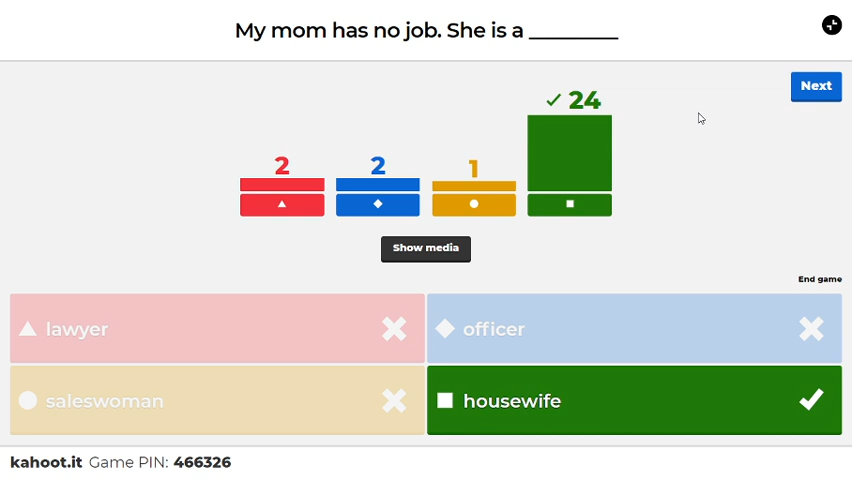 My mom has no job. She is a _________
Next
24
2
2
1
Show media
End game
lawyer
officer
saleswoman
housewife
kahoot.it Game PIN: 466326